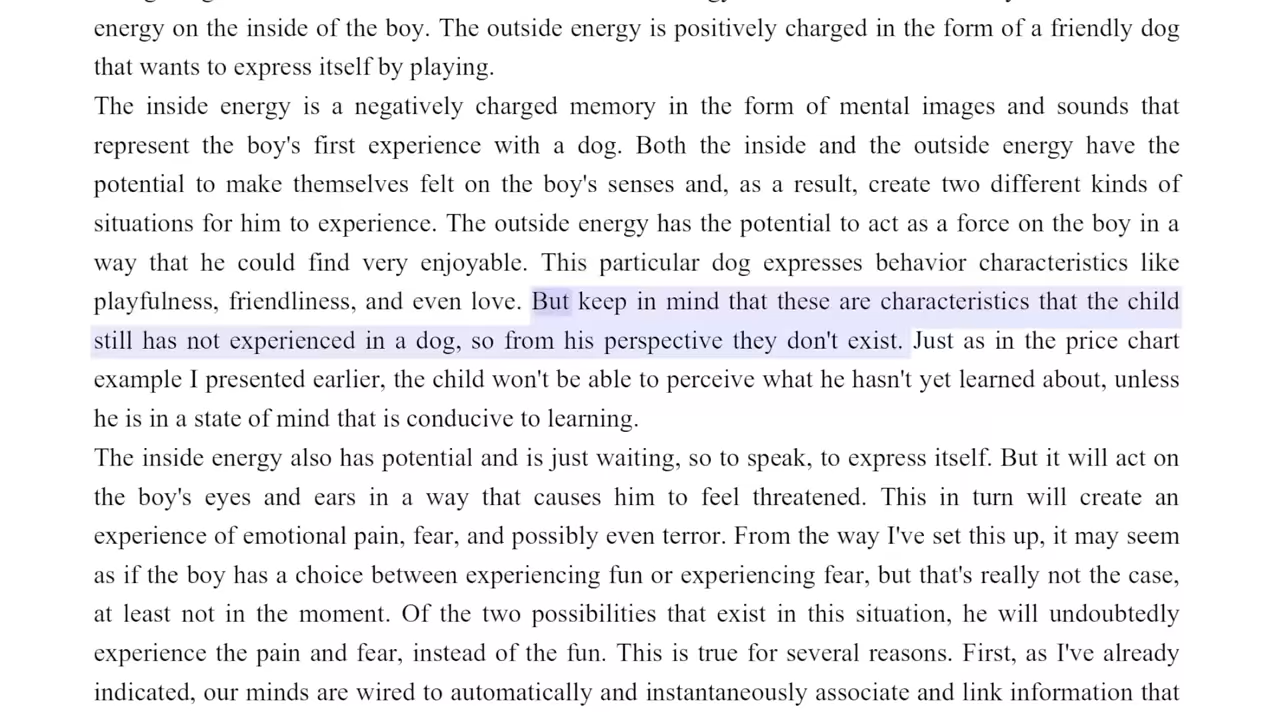 energy on the inside of the boy. The outside energy is positively charged in the form of a friendly dog
that wants to express itself by playing.
The inside energy is a negatively charged memory in the form of mental images and sounds that
represent the boy's first experience with a dog. Both the inside and the outside energy have the
potential to make themselves felt on the boy's senses and, as a result, create two different kinds of
situations for him to experience. The outside energy has the potential to act as a force on the boy in a
way that he could find very enjoyable. This particular dog expresses behavior characteristics like
playfulness, friendliness, and even love. But keep in mind that these are characteristics that the child
still has not experienced in a dog, so from his perspective they don't exist. Just as in the price chart
example I presented earlier, the child won't be able to perceive what he hasn't yet learned about, unless
he is in a state of mind that is conducive to learning.
The inside energy also has potential and is just waiting, so to speak, to express itself. But it will act on
the boy's eyes and ears in a way that causes him to feel threatened. This in turn will create an
experience of emotional pain, fear, and possibly even terror. From the way I've set this up, it may seem
as if the boy has a choice between experiencing fun or experiencing fear, but that's really not the case,
at least not in the moment. Of the two possibilities that exist in this situation, he will undoubtedly
experience the pain and fear, instead of the fun. This is true for several reasons. First, as I've already
indicated, our minds are wired to automatically and instantaneously associate and link information that